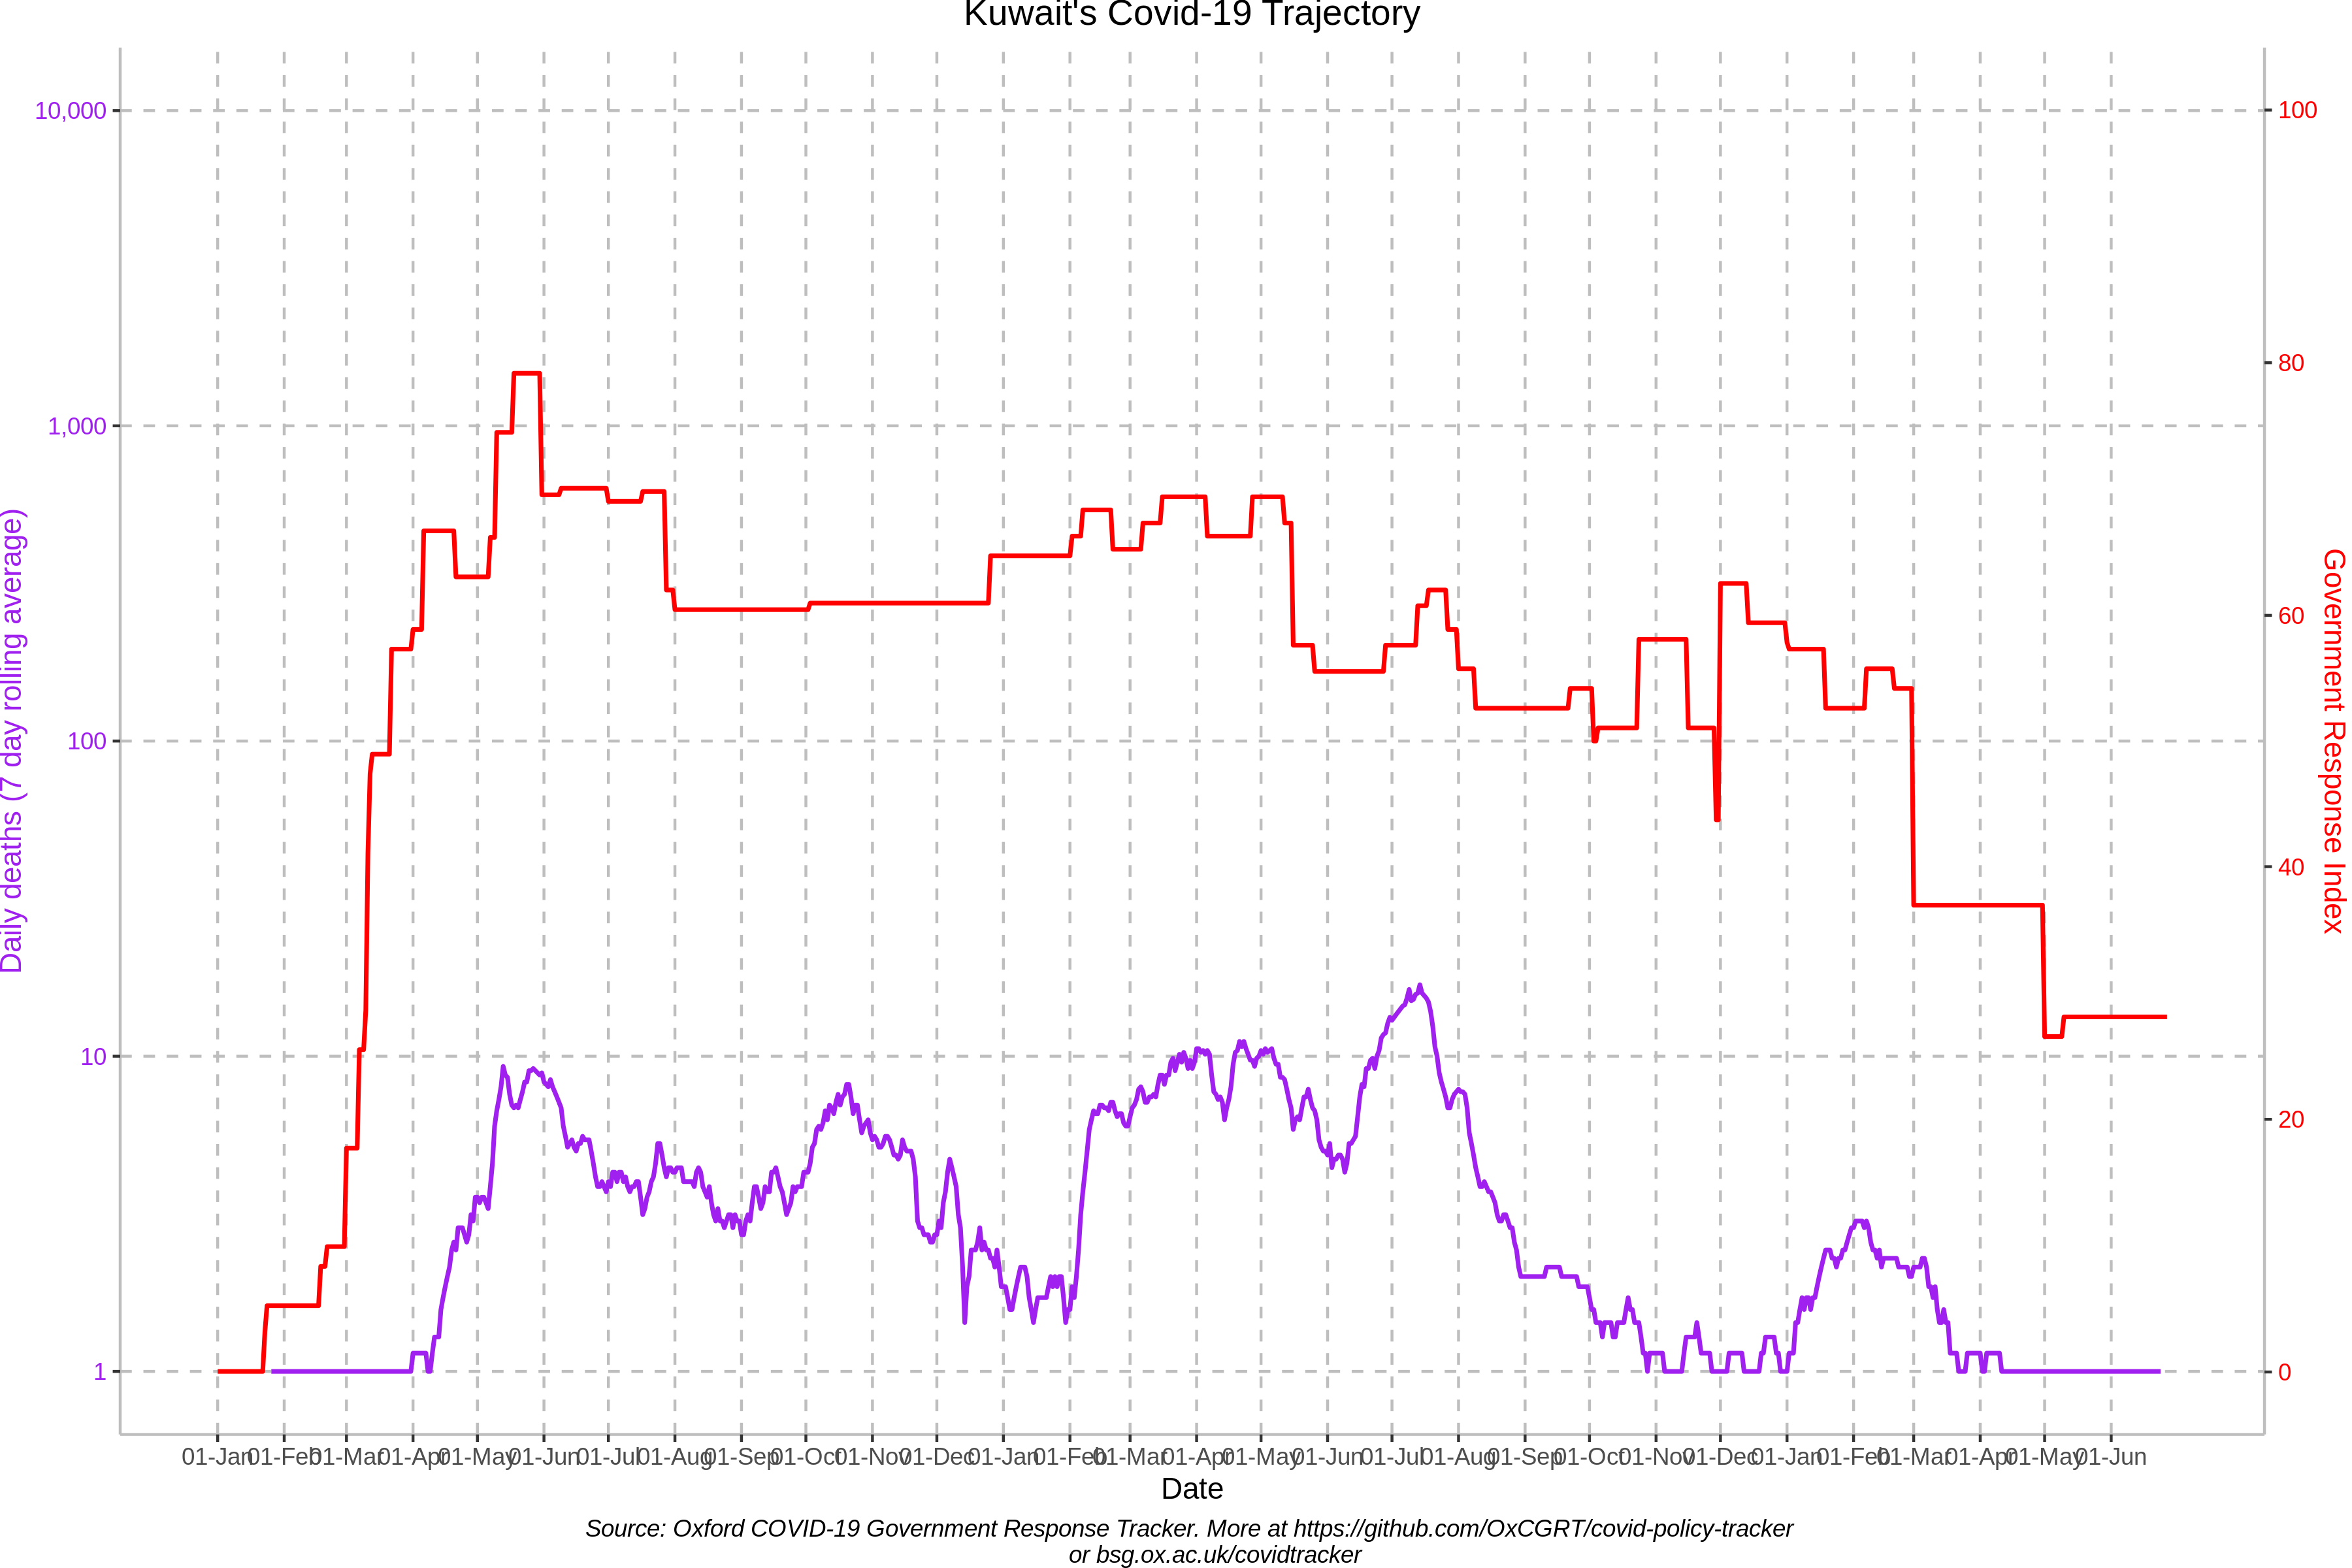 Kuwait's Covid-19 Trajectory
10,000
1,000
100
10
1
Daily deaths (7 day rolling average)
100
80
60
40
20
0
Government Response Index
01-Jan 01-Feb 01-Mar 01-Apr 01-May 01-Jun 01-Jul 01-Aug 01-Sep 01-Oct 01-Nov 01-Dec 01-Jan 01-Feb 01-Mar 01-Apr 01-May 01-Jun 01-Jul 01-Aug 01-Sep 01-Oct 01-Nov 01-Dec 01-Jan 01-Feb 01-Mar 01-Apr 01-May 01-Jun
Date
Source: Oxford COVID-19 Government Response Tracker. More at https://github.com/OxCGRT/covid-policy-tracker
or bsg.ox.ac.uk/covidtracker